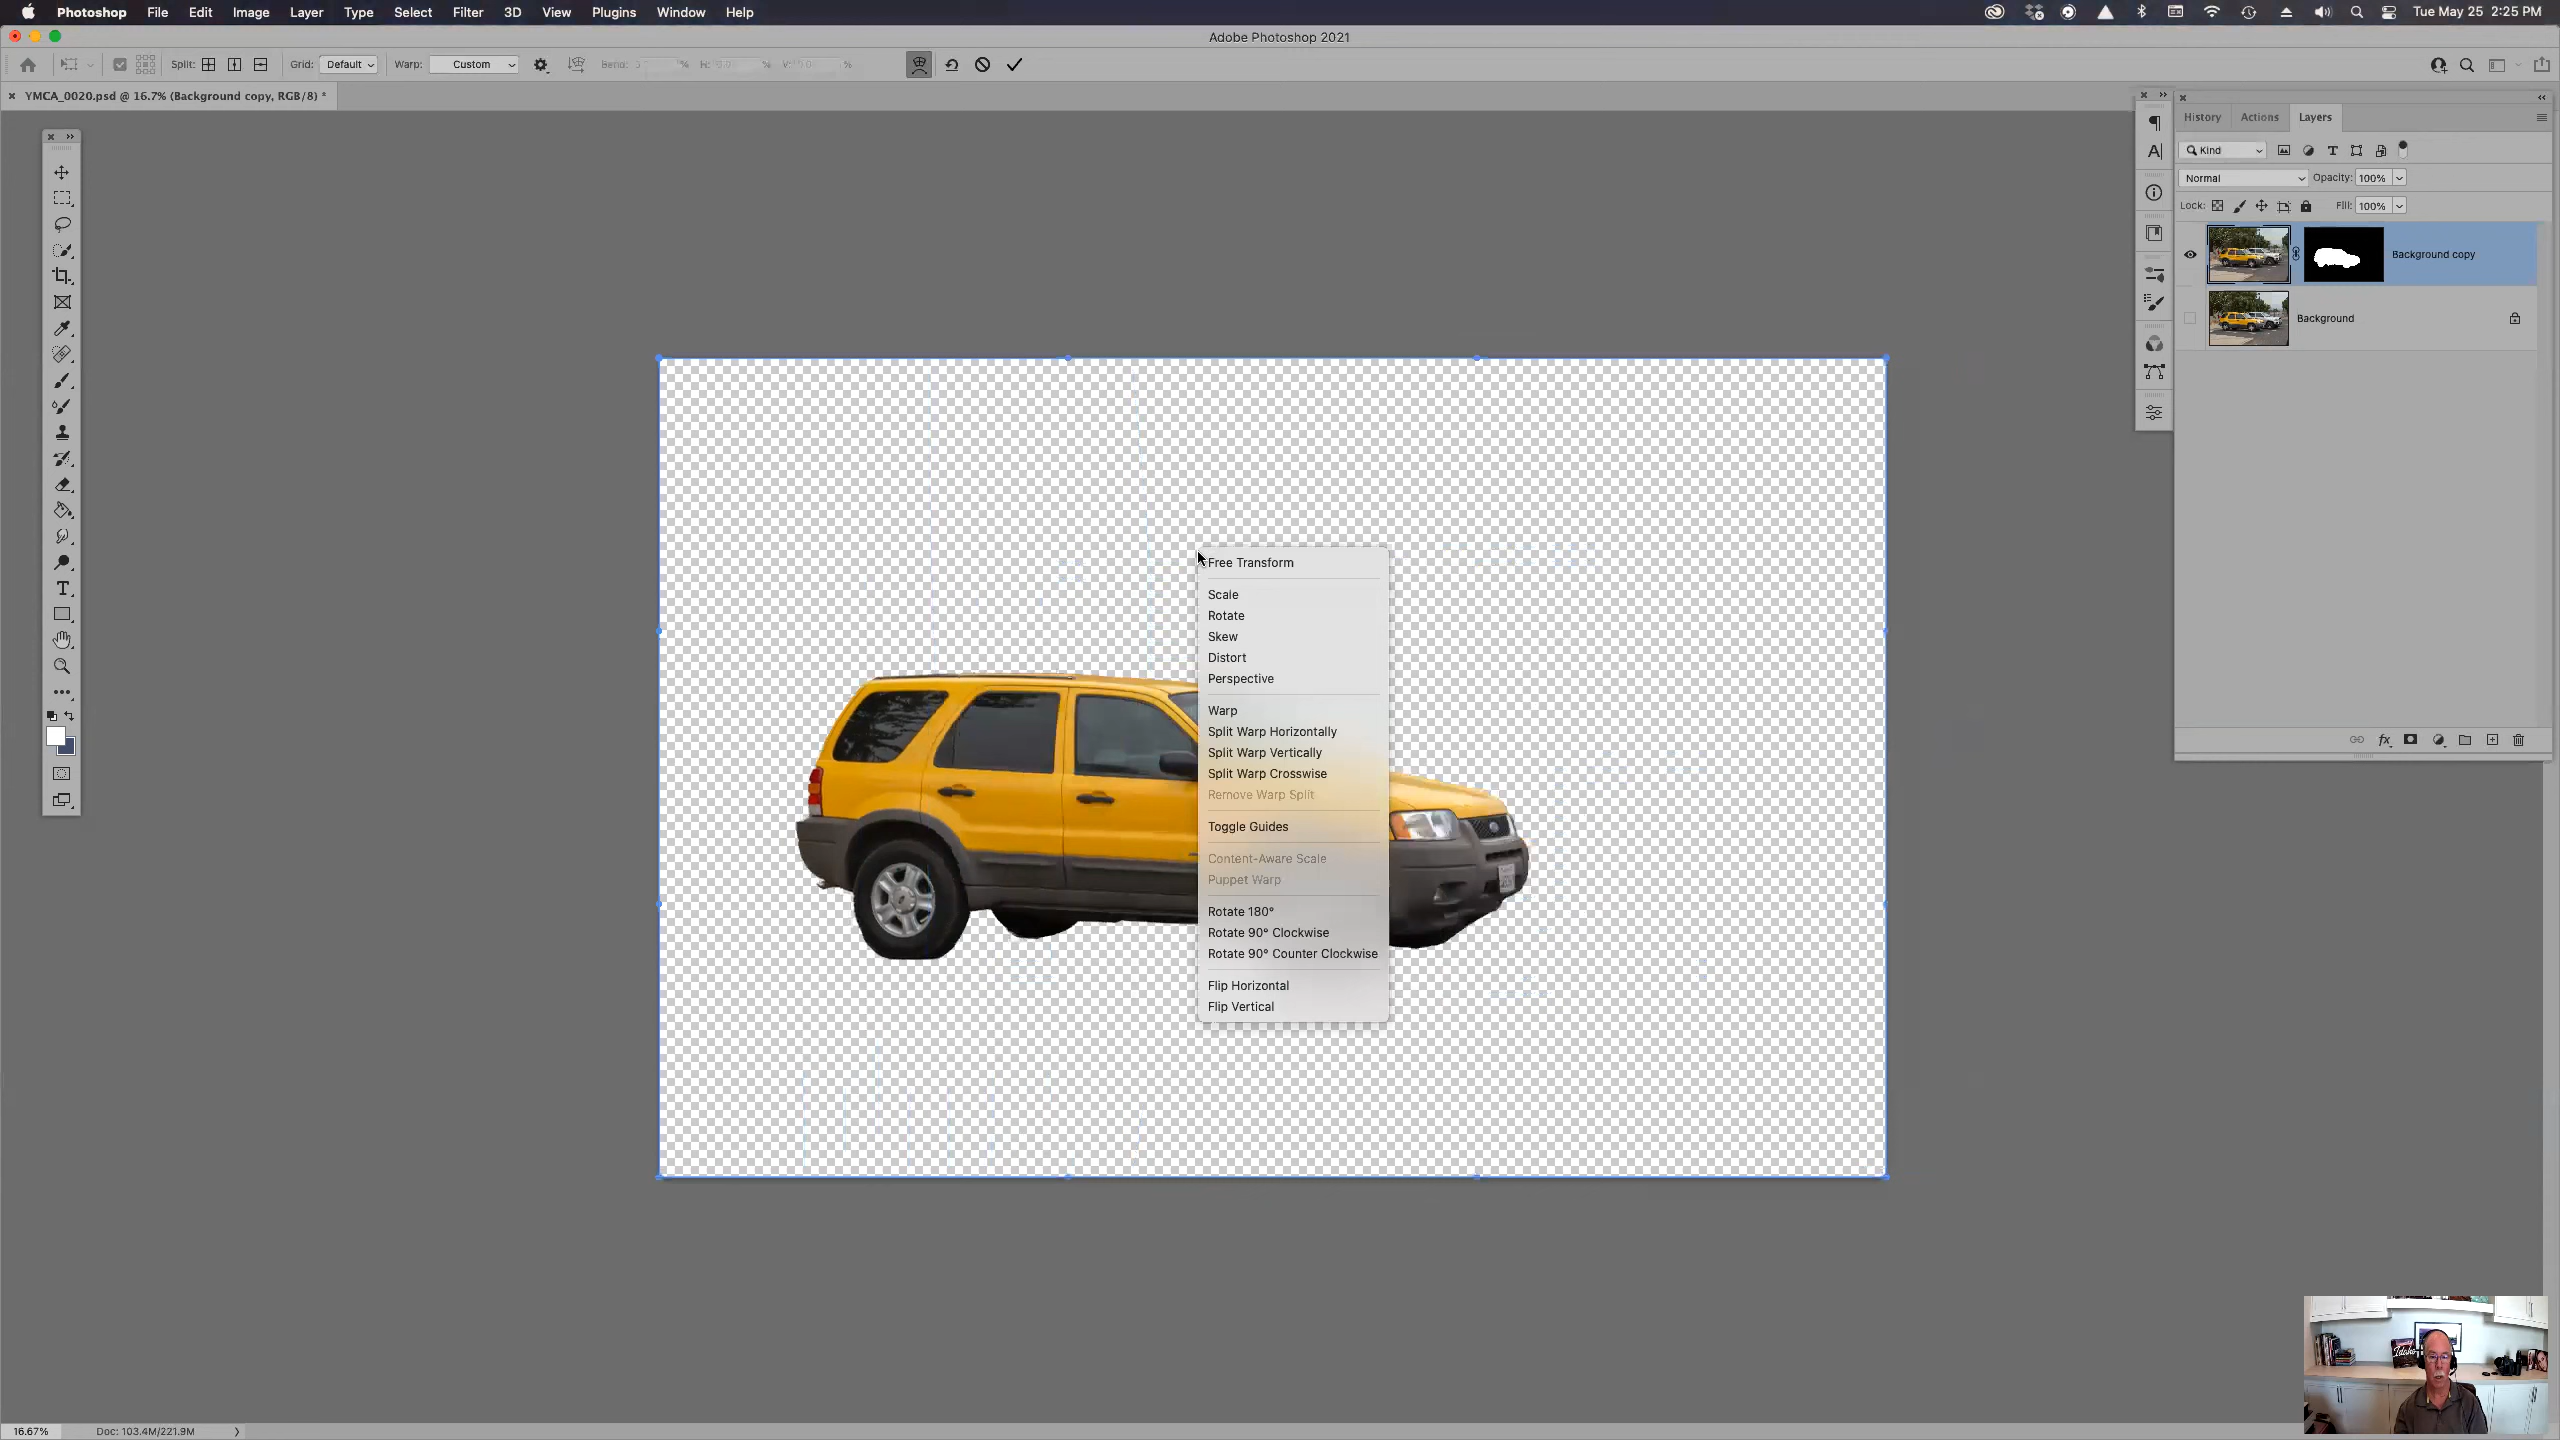 Photoshop File Edit Image Layer Type Select Filter 3D View Plugins Window Help Tue May 25 2:25 PM
Adobe Photoshop 2021
Split: Grid: Default Warp: Custom Bend: % H: % V: %
YMCA_0020.psd @ 16.7% (Background copy, RGB/8) *
History Actions Layers
Kind
Normal Opacity: 100%
Lock: Fill: 100%
Background copy
Background
Free Transform
Scale
Rotate
Skew
Distort
Perspective
Warp
Split Warp Horizontally
Split Warp Vertically
Split Warp Crosswise
Remove Warp Split
Toggle Guides
Content-Aware Scale
Puppet Warp
Rotate 180°
Rotate 90° Clockwise
Rotate 90° Counter Clockwise
Flip Horizontal
Flip Vertical
Idaho
16.67% Doc: 103.4M/221.9M